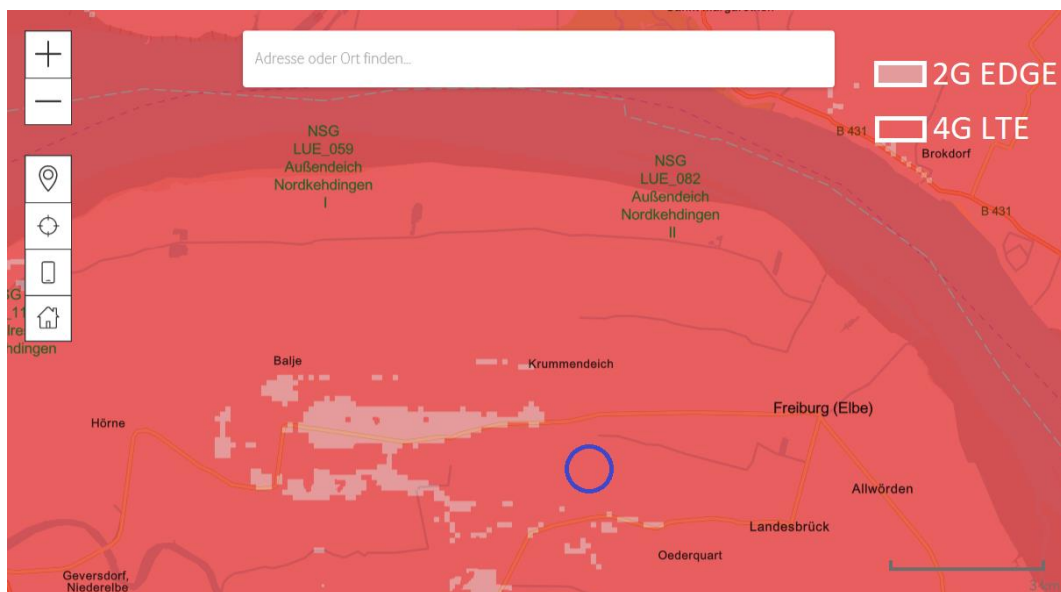 Adresse oder Ort finden...
2G EDGE
4G LTE
B 431
Brokdorf
B 431
NSG
LUE_059
Außendeich
Nordkehdingen
I
NSG
LUE_082
Außendeich
Nordkehdingen
II
Balje
Krummendeich
Freiburg (Elbe)
Hörne
Allwörden
Landesbrück
Oederquart
Geversdorf,
Niederelbe